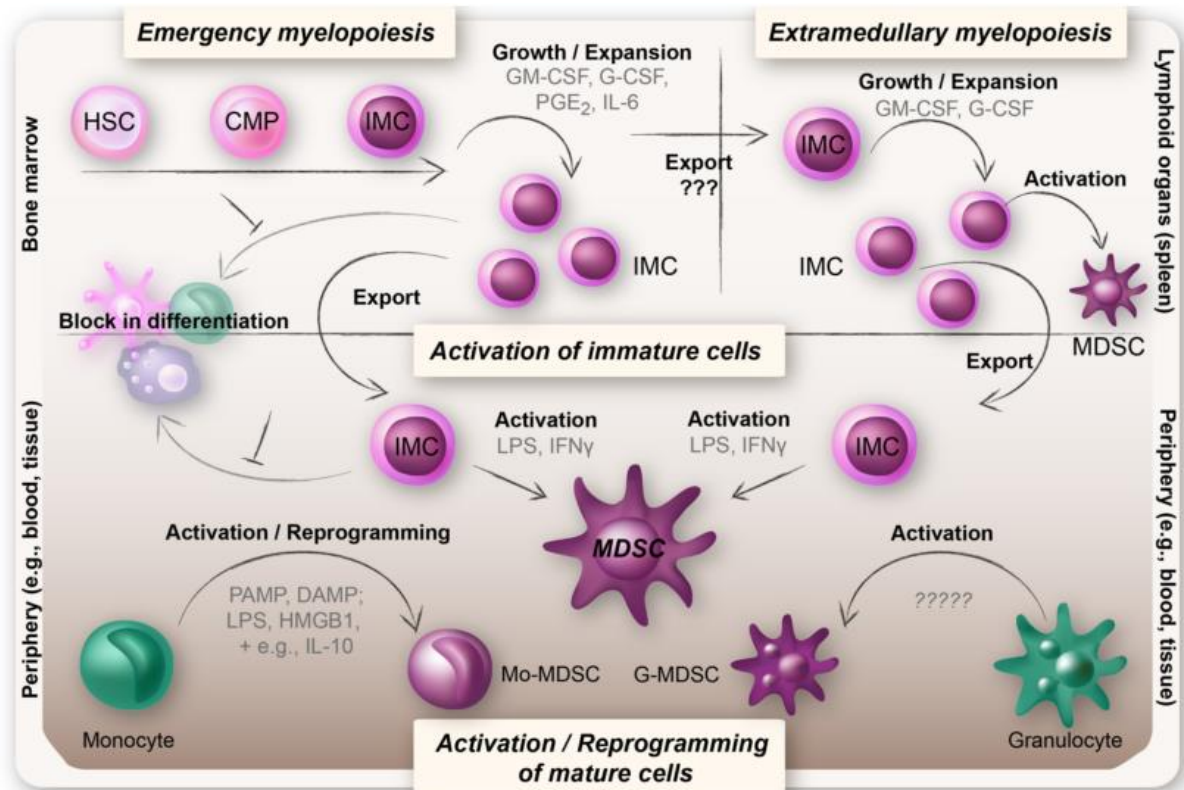 Emergency myelopoiesis
Extramedullary myelopoiesis
Bone marrow
HSC
CMP
IMC
Growth / Expansion
GM-CSF, G-CSF,
PGE₂, IL-6
Export
???
IMC
Growth / Expansion
GM-CSF, G-CSF
Activation
Lymphoid organs (spleen)
IMC
IMC
MDSC
Block in differentiation
Export
Activation of immature cells
Export
Periphery (e.g., blood, tissue)
IMC
Activation
LPS, IFNγ
Activation
LPS, IFNγ
IMC
Periphery (e.g., blood, tissue)
MDSC
Activation / Reprogramming
PAMP, DAMP;
LPS, HMGB1,
+ e.g., IL-10
Activation
?????
Monocyte
Mo-MDSC
G-MDSC
Granulocyte
Activation / Reprogramming
of mature cells